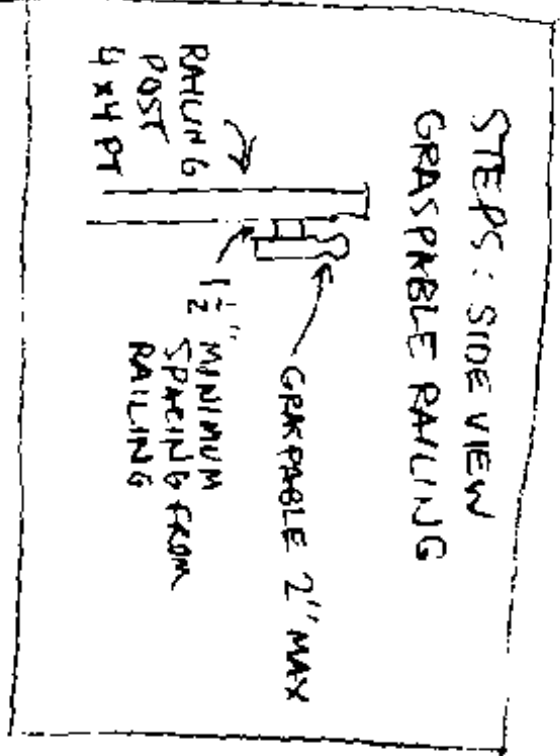 STEPS: SIDE VIEW
GRASPABLE RAILING
RAILING
POST
4x4 PT
1 1/2" MINIMUM
SPACING FROM
RAILING
GRASPABLE 2" MAX